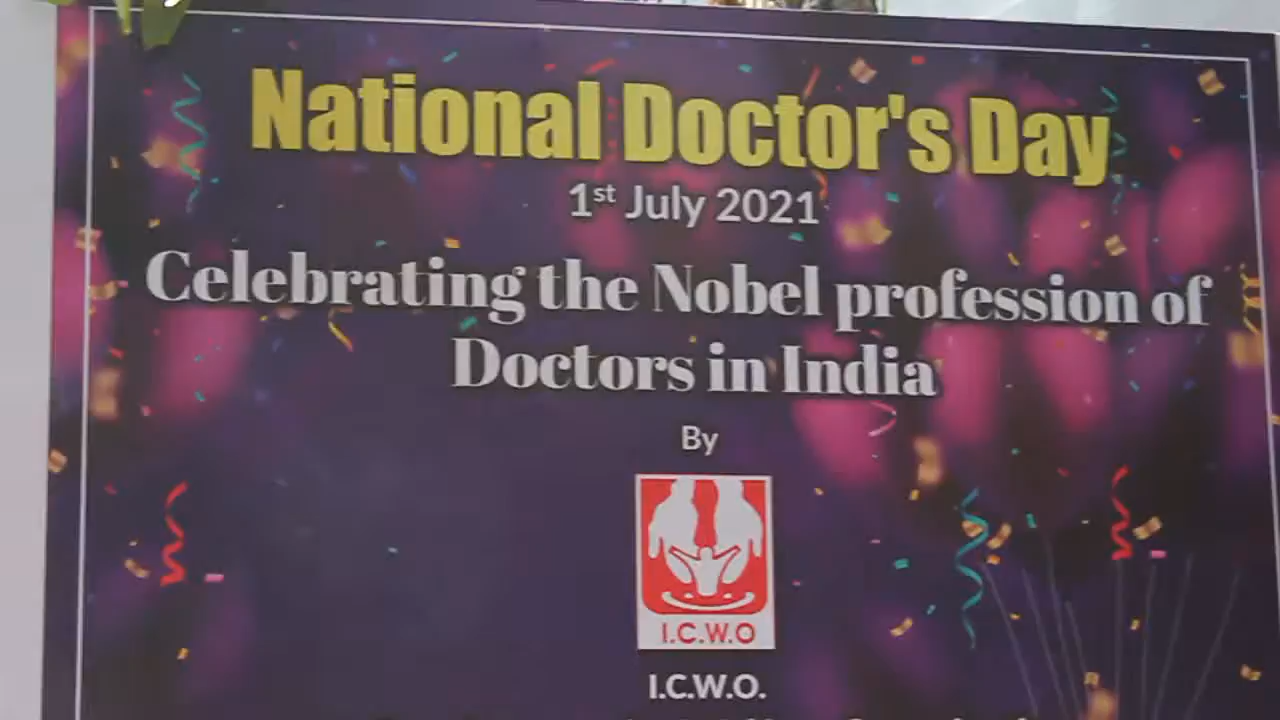 National Doctor's Day
1st July 2021
Celebrating the Nobel profession of
Doctors in India
By
I.C.W.O
I.C.W.O.